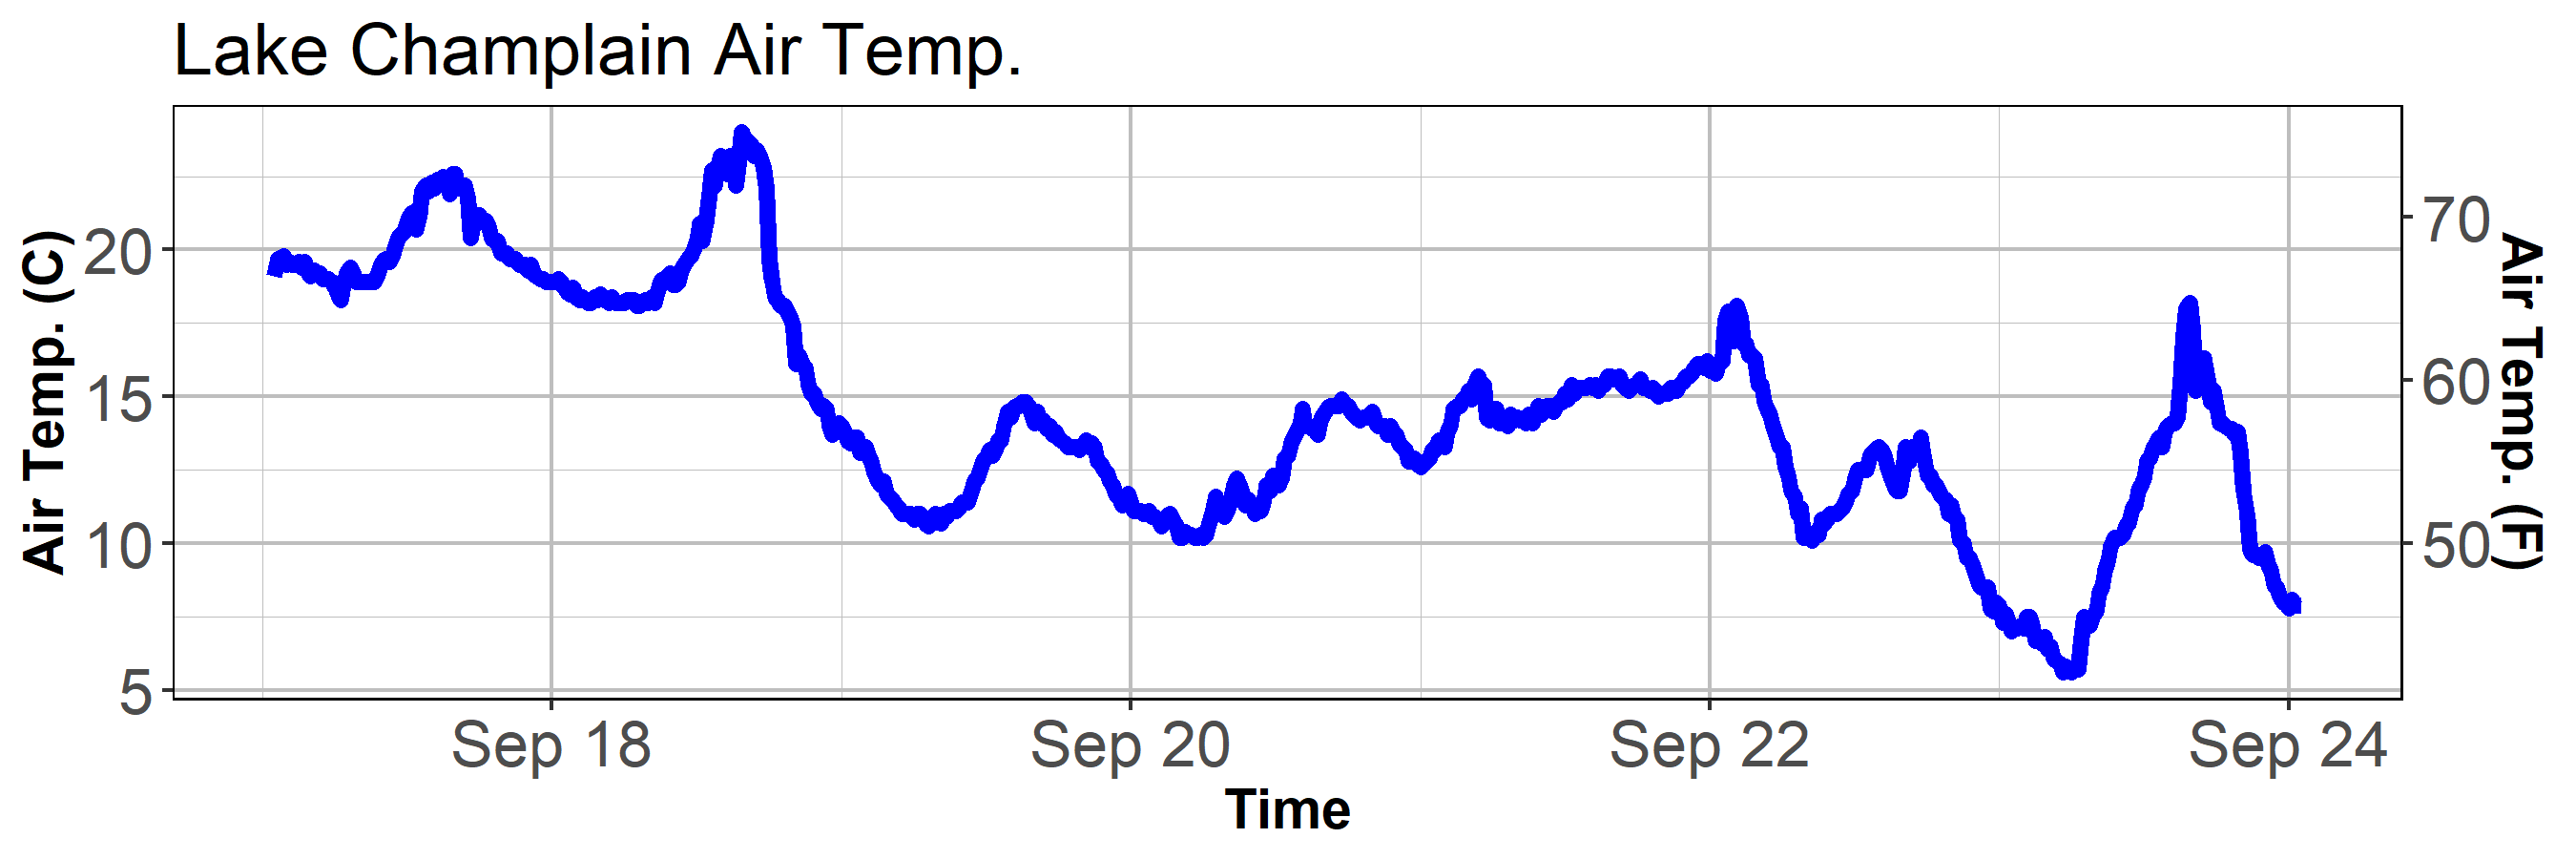 Lake Champlain Air Temp.
Air Temp. (C)
20
15
10
5
70
60
50
Air Temp. (F)
Sep 18
Sep 20
Sep 22
Sep 24
Time